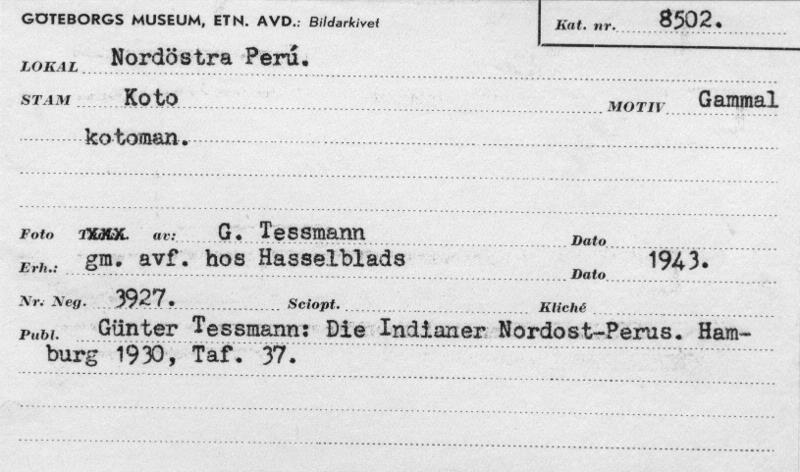 GÖTEBORGS MUSEUM, ETN. AVD.: Bildarkivet
Kat. nr. 8502.
LOKAL Nordöstra Perú.
STAM Koto MOTIV Gammal
kotoman.
Foto av: G. Tessmann Dato
Erh.: gm. avf. hos Hasselblads Dato 1943.
Nr. Neg. 3927. Sciopt. Kliché
Publ. Günter Tessmann: Die Indianer Nordost-Perus. Ham-
burg 1930, Taf. 37.